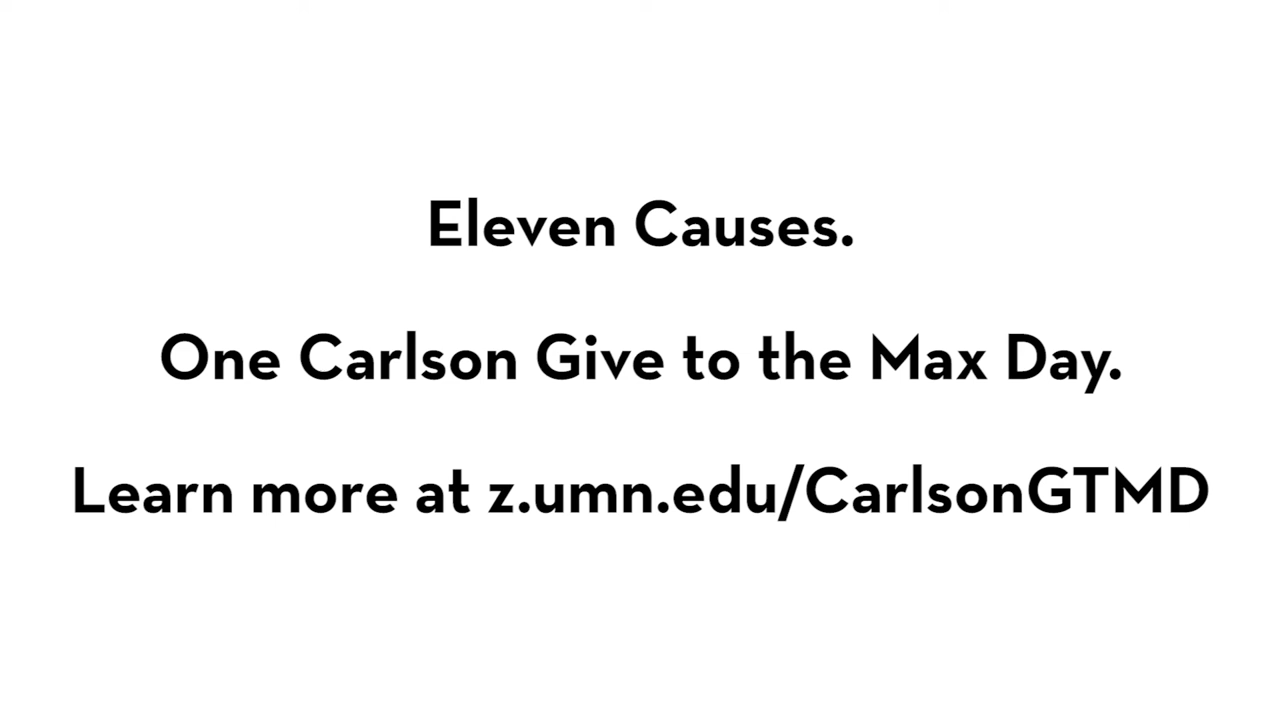 Eleven Causes.
One Carlson Give to the Max Day.
Learn more at z.umn.edu/CarlsonGTMD